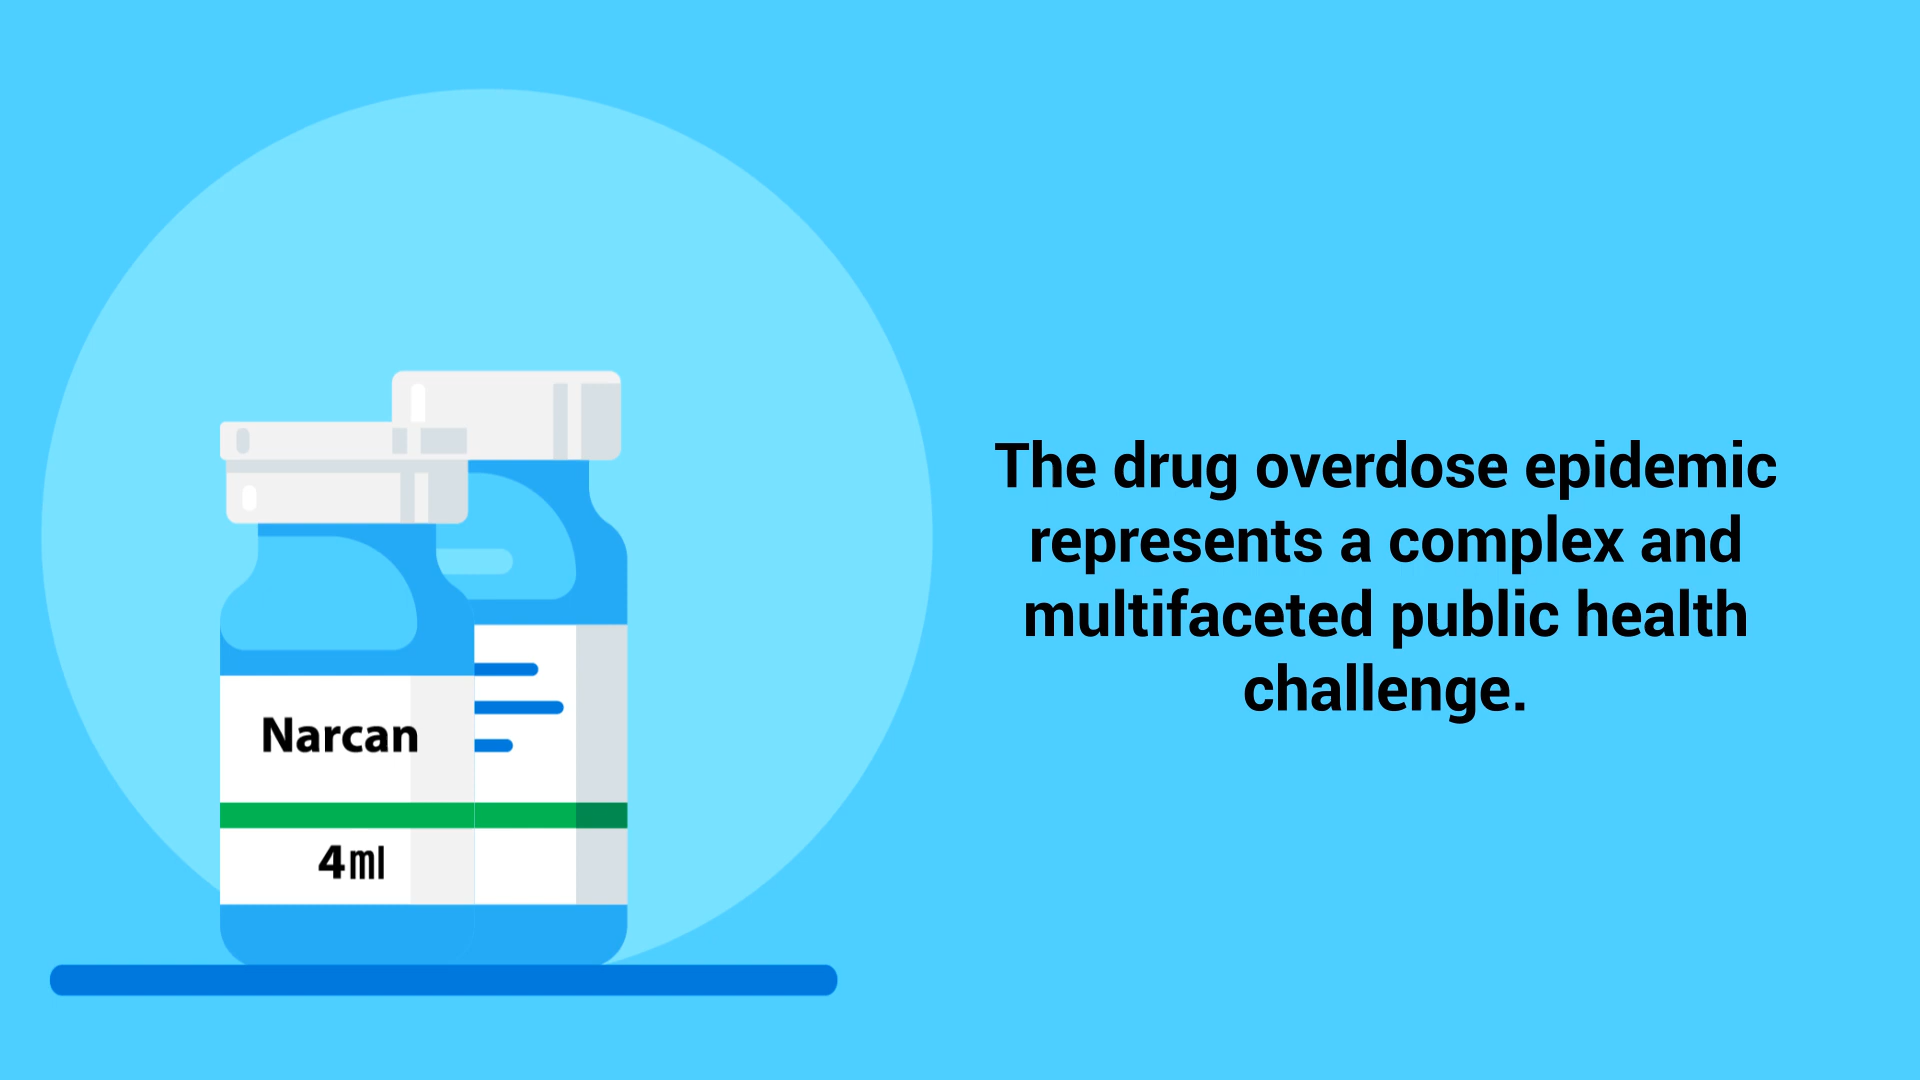 Narcan
4ml
The drug overdose epidemic
represents a complex and
multifaceted public health
challenge.